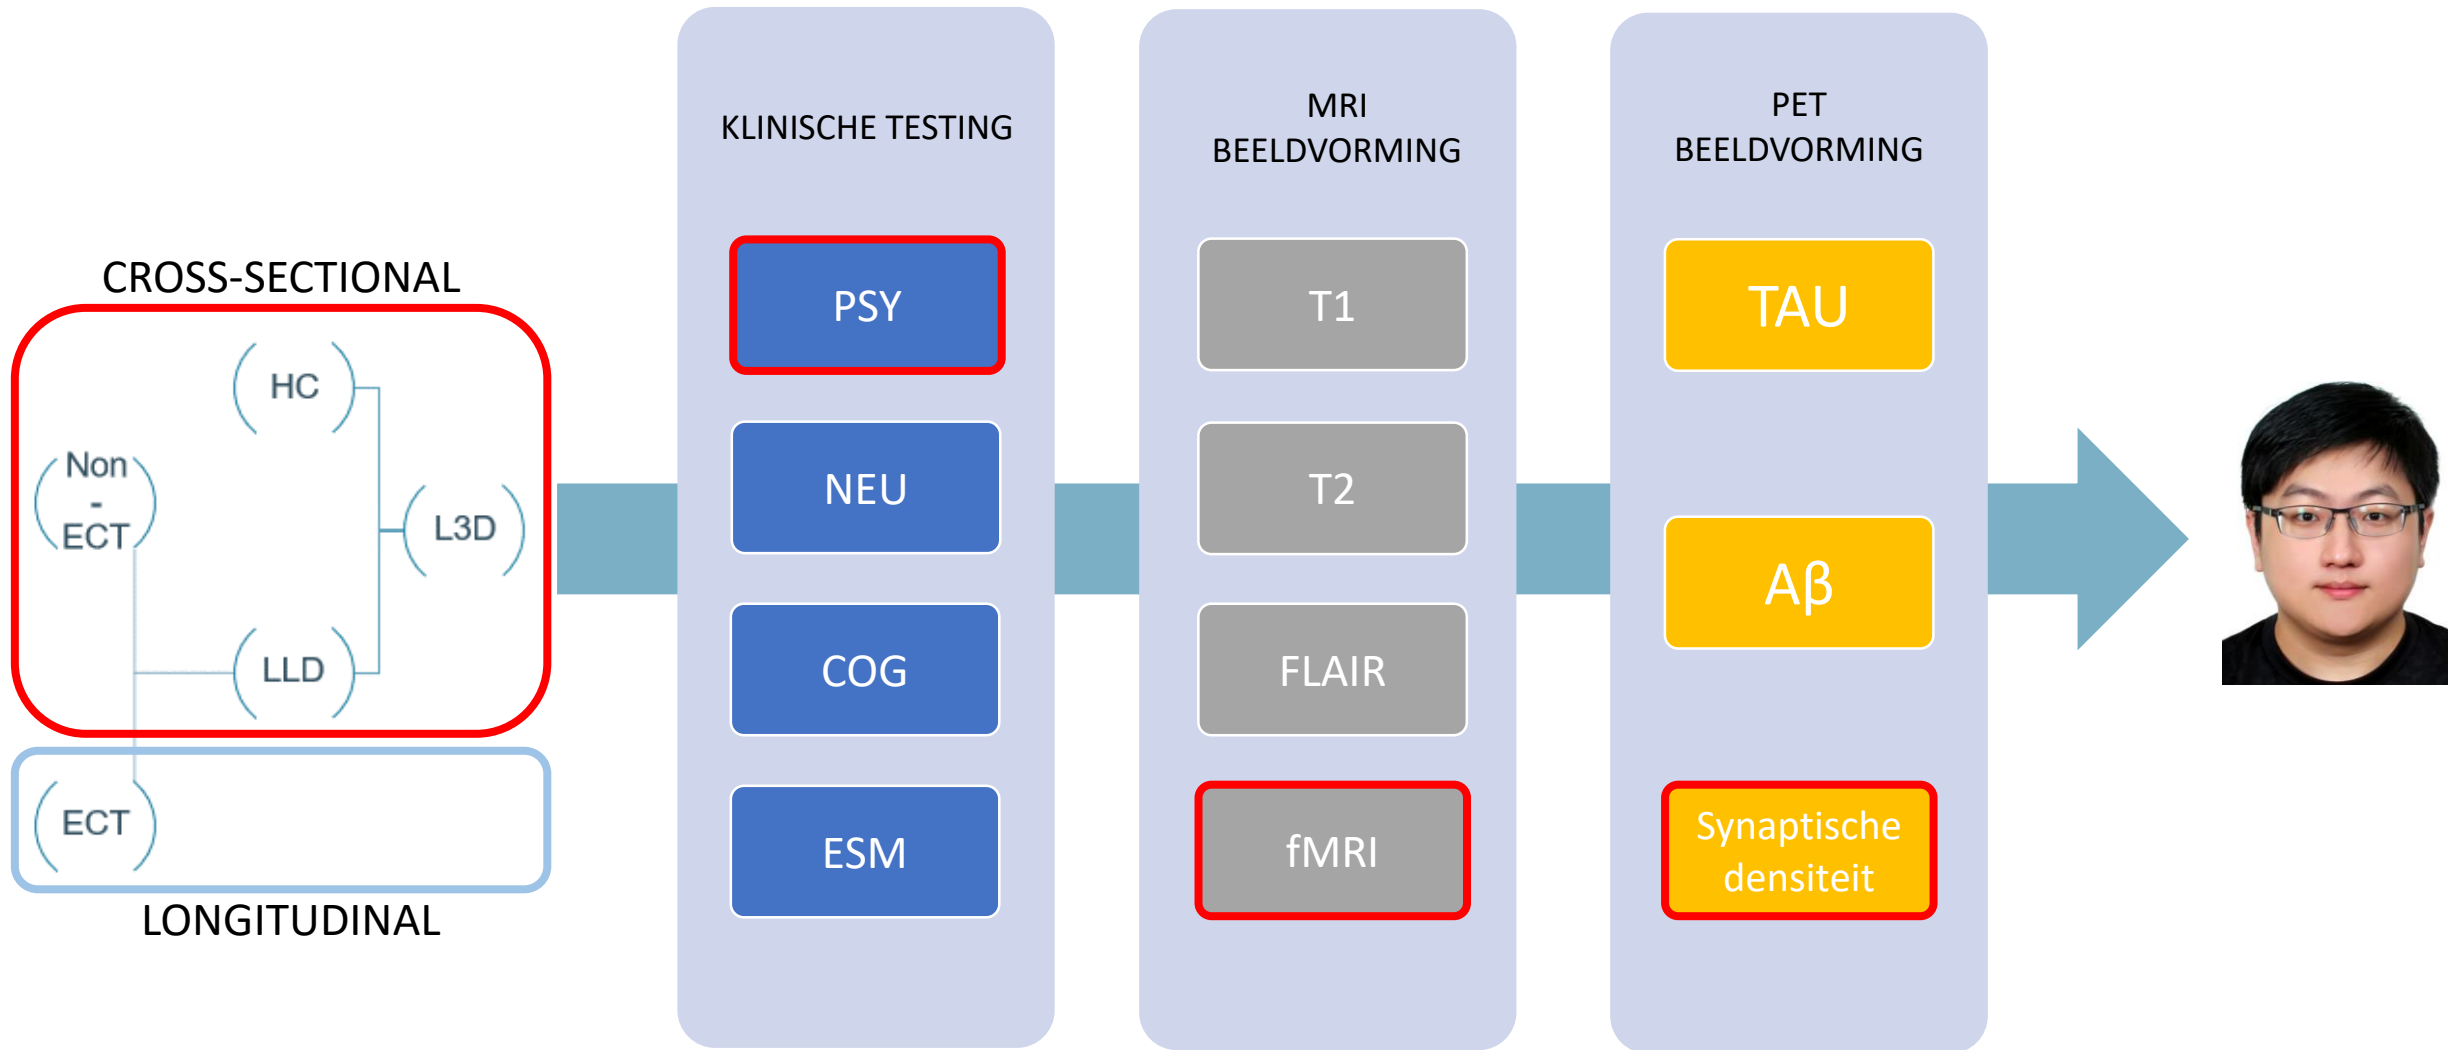 CROSS-SECTIONAL
HC
Non
-
ECT
L3D
LLD
ECT
LONGITUDINAL
KLINISCHE TESTING
PSY
NEU
COG
ESM
MRI
BEELDVORMING
T1
T2
FLAIR
fMRI
PET
BEELDVORMING
TAU
Aβ
Synaptische
densiteit